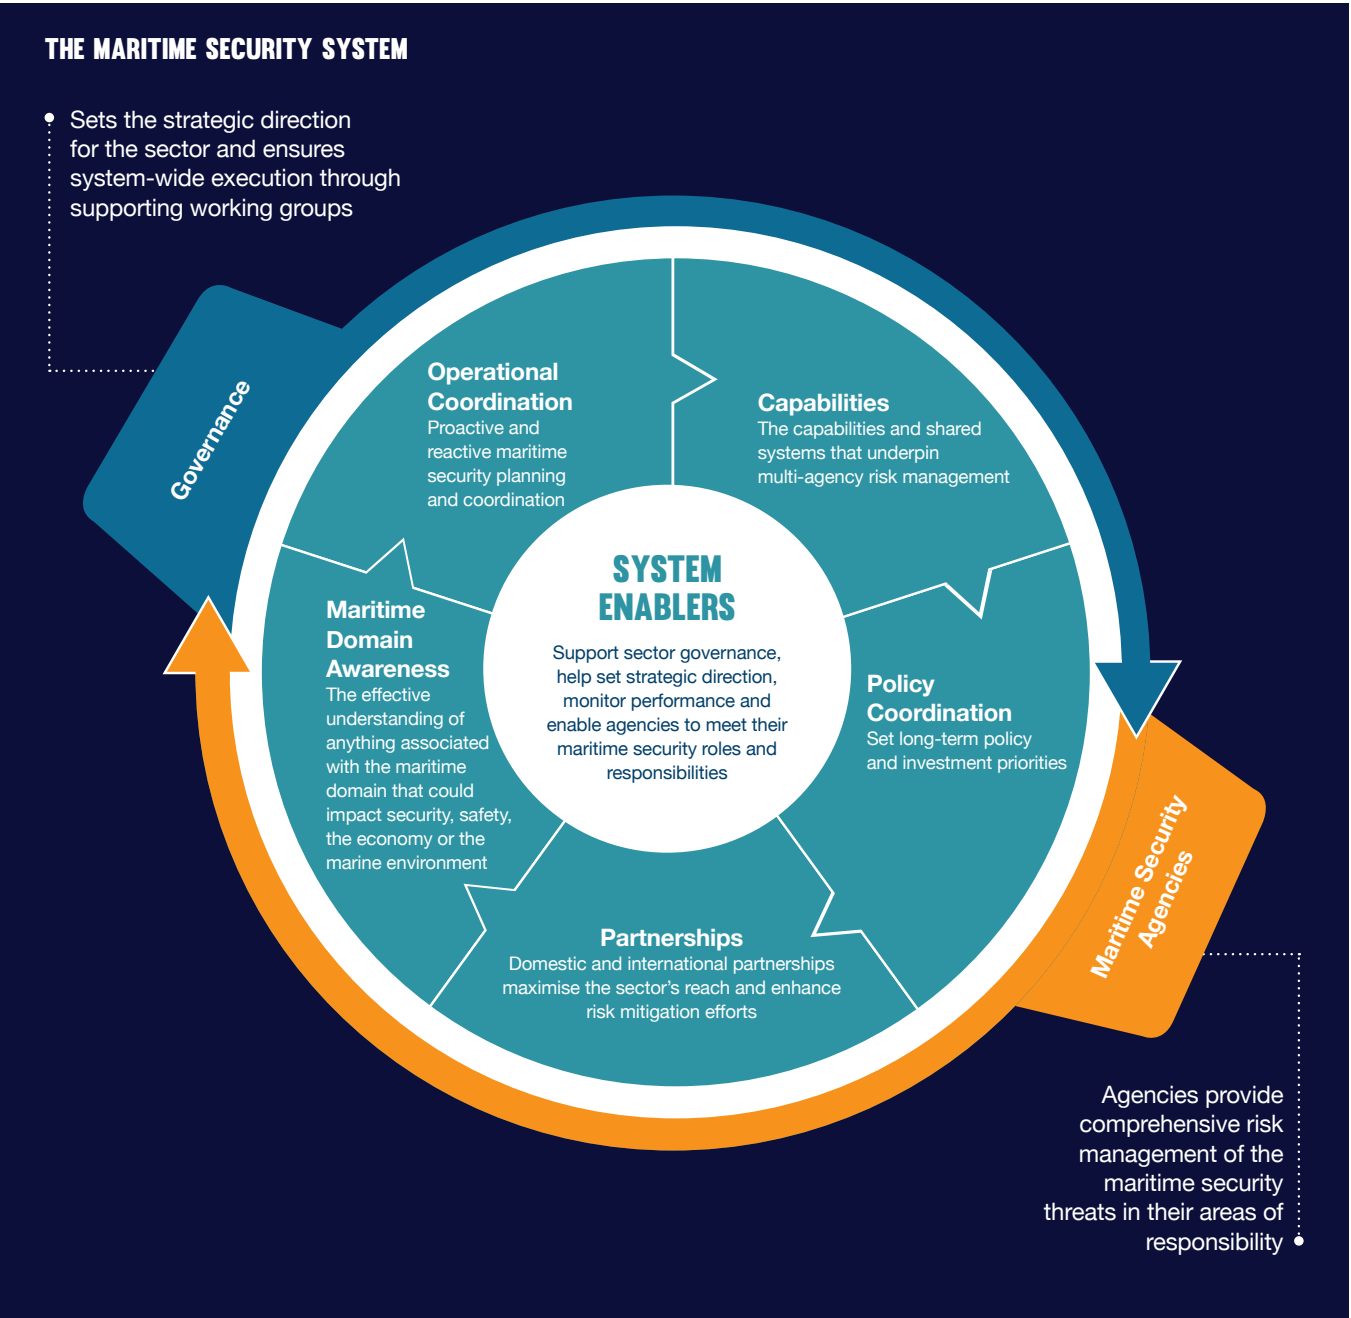 THE MARITIME SECURITY SYSTEM
Sets the strategic direction
for the sector and ensures
system-wide execution through
supporting working groups
Governance
Operational
Coordination
Proactive and
reactive maritime
security planning
and coordination
Capabilities
The capabilities and shared
systems that underpin
multi-agency risk management
SYSTEM
ENABLERS
Support sector governance,
help set strategic direction,
monitor performance and
enable agencies to meet their
maritime security roles and
responsibilities
Maritime
Domain
Awareness
The effective
understanding of
anything associated
with the maritime
domain that could
impact security, safety,
the economy or the
marine environment
Policy
Coordination
Set long-term policy
and investment priorities
Partnerships
Domestic and international partnerships
maximise the sector’s reach and enhance
risk mitigation efforts
Maritime Security
Agencies
Agencies provide
comprehensive risk
management of the
maritime security
threats in their areas of
responsibility